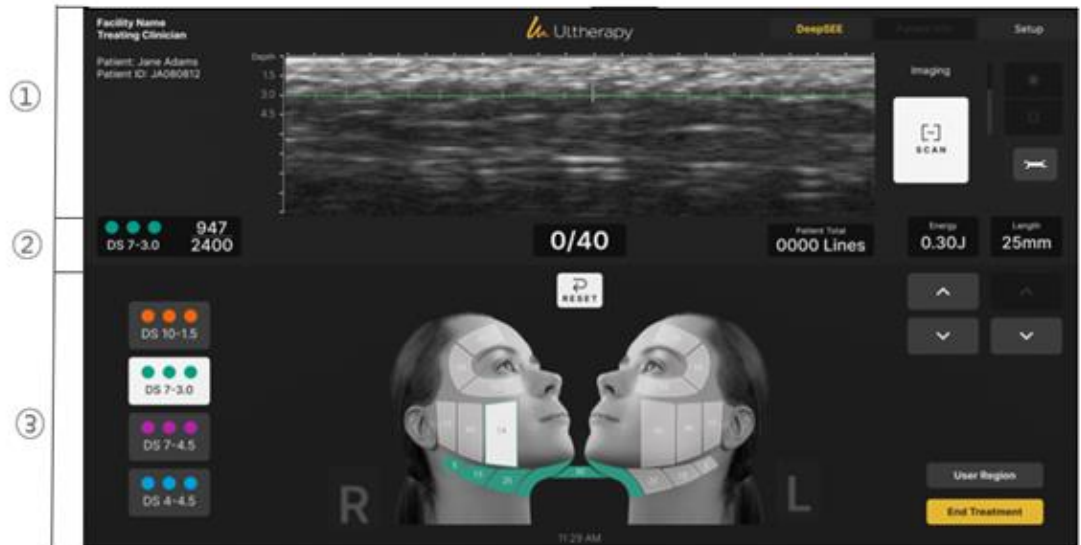 ①
②
③
Facility Name
Treating Clinician
Patient: Jane Adams
Patient ID: JA080812
Ultherapy
DeepSEE
Setup
Depth
1.5
3.0
4.5
Imaging
SCAN
DS 7-3.0
947
2400
0/40
Patient Total
0000 Lines
Energy
0.30J
Length
25mm
RESET
DS 10-1.5
DS 7-3.0
DS 7-4.5
DS 4-4.5
R
L
User Region
End Treatment
11:29 AM